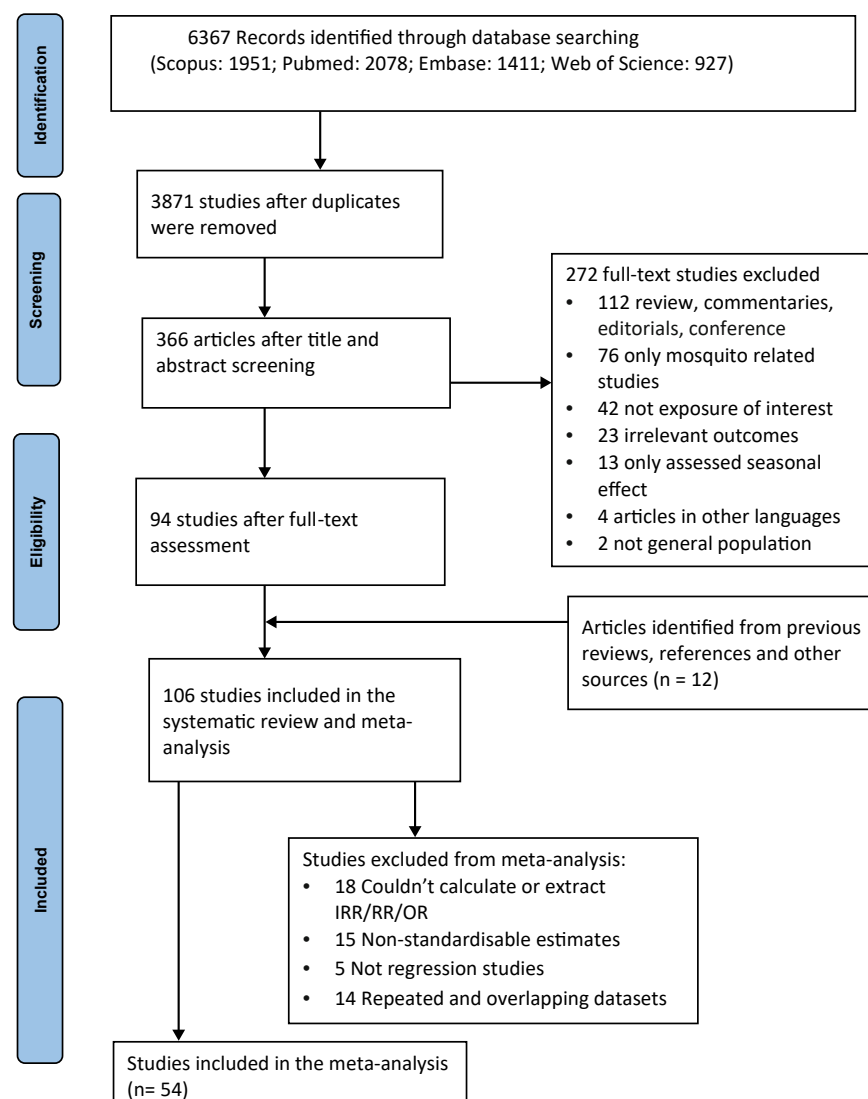 Identification
6367 Records identified through database searching
(Scopus: 1951; Pubmed: 2078; Embase: 1411; Web of Science: 927)
Screening
3871 studies after duplicates
were removed
366 articles after title and
abstract screening
272 full-text studies excluded
• 112 review, commentaries,
editorials, conference
• 76 only mosquito related
studies
• 42 not exposure of interest
• 23 irrelevant outcomes
• 13 only assessed seasonal
effect
• 4 articles in other languages
• 2 not general population
Eligibility
94 studies after full-text
assessment
Articles identified from previous
reviews, references and other
sources (n = 12)
Included
106 studies included in the
systematic review and meta-
analysis
Studies excluded from meta-analysis:
• 18 Couldn’t calculate or extract
IRR/RR/OR
• 15 Non-standardisable estimates
• 5 Not regression studies
• 14 Repeated and overlapping datasets
Studies included in the meta-analysis
(n= 54)